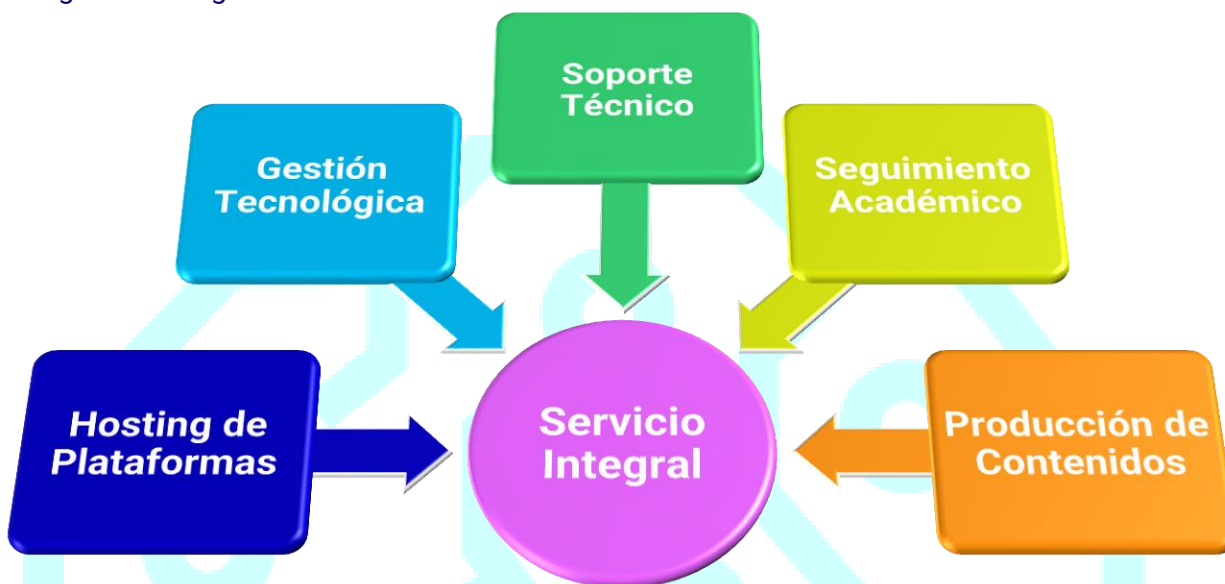 Soporte
Técnico
Gestión
Tecnológica
Seguimiento
Académico
Hosting de
Plataformas
Servicio
Integral
Producción de
Contenidos